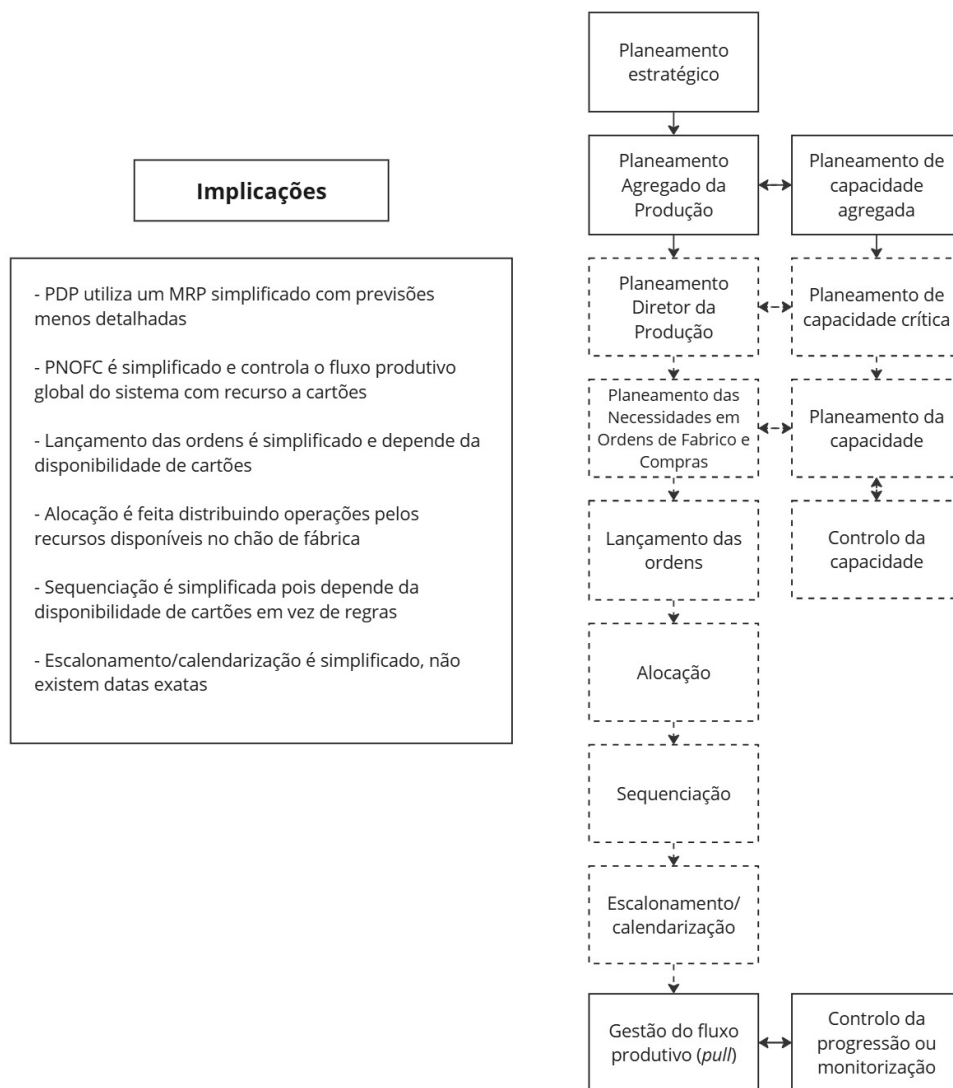 Planeamento
estratégico
Planeamento
Agregado da
Produção
Planeamento de
capacidade
agregada
Implicações
- PDP utiliza um MRP simplificado com previsões
menos detalhadas
- PNOFC é simplificado e controla o fluxo produtivo
global do sistema com recurso a cartões
- Lançamento das ordens é simplificado e depende da
disponibilidade de cartões
- Alocação é feita distribuindo operações pelos
recursos disponíveis no chão de fábrica
- Sequenciação é simplificada pois depende da
disponibilidade de cartões em vez de regras
- Escalonamento/calendarização é simplificado, não
existem datas exatas
Planeamento
Diretor da
Produção
Planeamento de
capacidade crítica
Planeamento das
Necessidades em
Ordens de Fabrico e
Compras
Planeamento da
capacidade
Lançamento das
ordens
Controlo da
capacidade
Alocação
Sequenciação
Escalonamento/
calendarização
Gestão do fluxo
produtivo (pull)
Controlo da
progressão ou
monitorização